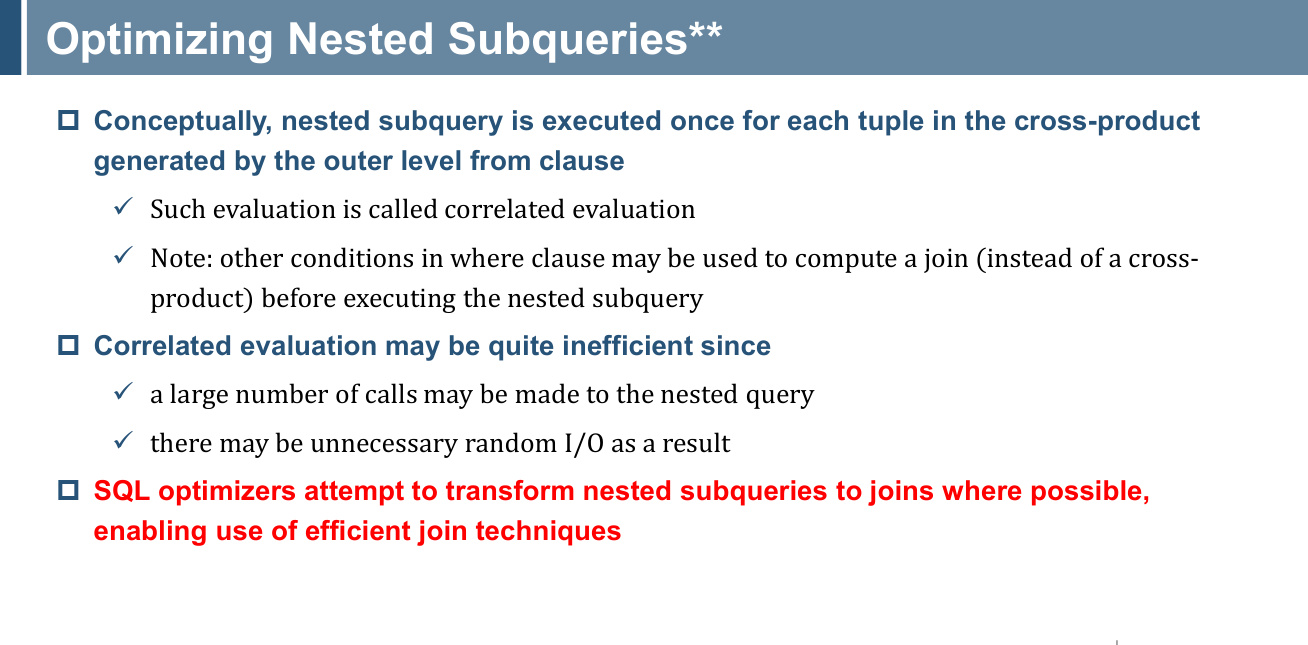 Optimizing Nested Subqueries**
Conceptually, nested subquery is executed once for each tuple in the cross-product
generated by the outer level from clause
Such evaluation is called correlated evaluation
Note: other conditions in where clause may be used to compute a join (instead of a cross-
product) before executing the nested subquery
Correlated evaluation may be quite inefficient since
a large number of calls may be made to the nested query
there may be unnecessary random I/O as a result
SQL optimizers attempt to transform nested subqueries to joins where possible,
enabling use of efficient join techniques